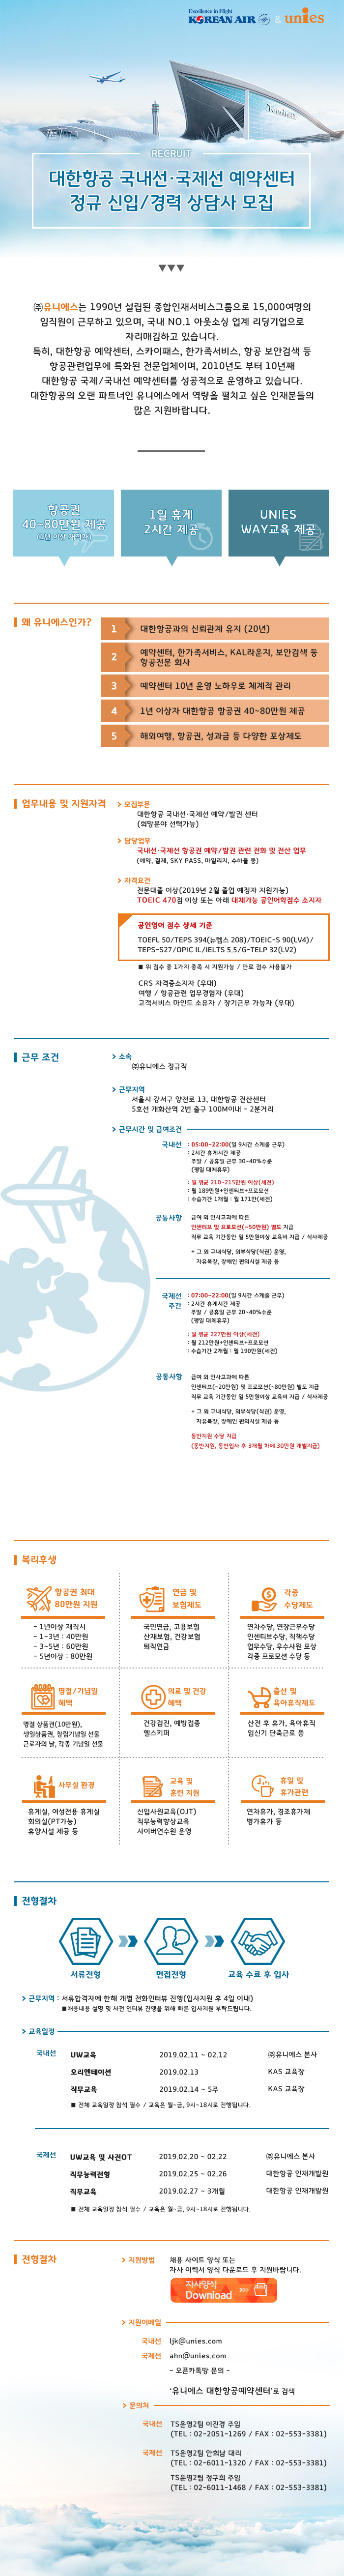 Excellence in Flight
KOREAN AIR & unies
RECRUIT
대한항공 국내선·국제선 예약센터
정규 신입/경력 상담사 모집
▼▼▼
㈜유니에스는 1990년 설립된 종합인재서비스그룹으로 15,000여명의
임직원이 근무하고 있으며, 국내 NO.1 아웃소싱 업계 리딩기업으로
자리매김하고 있습니다.
특히, 대한항공 예약센터, 스카이패스, 한가족서비스, 항공 보안검색 등
항공관련업무에 특화된 전문업체이며, 2010년도 부터 10년째
대한항공 국제/국내선 예약센터를 성공적으로 운영하고 있습니다.
대한항공의 오랜 파트너인 유니에스에서 역량을 펼치고 싶은 인재분들의
많은 지원바랍니다.
항공권
40~80만원 제공
(1년 이상 재직자)
1일 휴게
2시간 제공
UNIES
WAY교육 제공
왜 유니에스인가?
1 대한항공과의 신뢰관계 유지 (20년)
2 예약센터, 한가족서비스, KAL라운지, 보안검색 등
항공전문 회사
3 예약센터 10년 운영 노하우로 체계적 관리
4 1년 이상자 대한항공 항공권 40~80만원 제공
5 해외여행, 항공권, 성과금 등 다양한 포상제도
업무내용 및 지원자격
> 모집부문
대한항공 국내선·국제선 예약/발권 센터
(희망분야 선택가능)
> 담당업무
국내선·국제선 항공권 예약/발권 관련 전화 및 전산 업무
(예약, 결제, SKY PASS, 마일리지, 수하물 등)
> 자격요건
전문대졸 이상(2019년 2월 졸업 예정자 지원가능)
TOEIC 470점 이상 또는 아래 대체가능 공인어학점수 소지자
공인영어 점수 상세 기준
TOEFL 50/TEPS 394(뉴텝스 208)/TOEIC-S 90(LV4)/
TEPS-S27/OPIC IL/IELTS 5.5/G-TELP 32(LV2)
■ 위 점수 중 1가지 충족 시 지원가능 / 만료 점수 사용불가
CRS 자격증소지자 (우대)
여행 / 항공관련 업무경험자 (우대)
고객서비스 마인드 소유자 / 장기근무 가능자 (우대)
근무 조건
> 소속
㈜유니에스 정규직
> 근무지역
서울시 강서구 양천로 13, 대한항공 전산센터
5호선 개화산역 2번 출구 100M이내 - 2분거리
> 근무시간 및 급여조건
국내선
: 05:00~22:00(일 9시간 스케줄 근무)
: 2시간 휴게시간 제공
주말 / 공휴일 근무 30~40%수준
(평일 대체휴무)
: 월 평균 210~215만원 이상(세전)
: 월 189만원+인센티브+프로모션
: 수습기간 1개월 : 월 171만(세전)
공통사항
급여 외 인사고과에 따른
인센티브 및 프로모션(~50만원) 별도 지급
직무 교육 기간동안 일 5만원이상 교육비 지급 / 식사제공
+ 그 외 구내식당, 외부식당(식권) 운영,
자유복장, 장애인 편의시설 제공 등
국제선
주간
: 07:00~22:00(일 9시간 스케줄 근무)
: 2시간 휴게시간 제공
주말 / 공휴일 근무 20~40%수준
(평일 대체휴무)
: 월 평균 227만원 이상(세전)
: 월 212만원+인센티브+프로모션
: 수습기간 2개월 : 월 190만원(세전)
공통사항
급여 외 인사고과에 따른
인센티브(~20만원) 및 프로모션(~80만원) 별도 지급
직무 교육 기간동안 일 5만원이상 교육비 지급 / 식사제공
+ 그 외 구내식당, 외부식당(식권) 운영,
자유복장, 장애인 편의시설 제공 등
동반지원 수당 지급
(동반지원, 동반입사 후 3개월 차에 30만원 개별지급)
복리후생
항공권 최대
80만원 지원
- 1년이상 재직시
- 1~3년 : 40만원
- 3~5년 : 60만원
- 5년이상 : 80만원
연금 및
보험제도
국민연금, 고용보험
산재보험, 건강보험
퇴직연금
각종
수당제도
연차수당, 연장근무수당
인센티브수당, 직책수당
업무수당, 우수사원 포상
각종 프로모션 수당 등
명절/기념일
혜택
명절 상품권(10만원),
생일상품권, 창립기념일 선물
근로자의 날, 각종 기념일 선물
의료 및 건강
혜택
건강검진, 예방접종
헬스키퍼
출산 및
육아휴직제도
산전 후 휴가, 육아휴직
임신기 단축근로 등
사무실 환경
휴게실, 여성전용 휴게실
회의실(PT가능)
휴양시설 제공 등
교육 및
훈련 지원
신입사원교육(OJT)
직무능력향상교육
사이버연수원 운영
휴일 및
휴가관련
연차휴가, 경조휴가제
병가휴가 등
전형절차
서류전형
면접전형
교육 수료 후 입사
> 근무지역 : 서류합격자에 한해 개별 전화인터뷰 진행(입사지원 후 4일 이내)
■채용내용 설명 및 사전 인터뷰 진행을 위해 빠른 입사지원 부탁드립니다.
> 교육일정
국내선
UW교육 2019.02.11 ~ 02.12 ㈜유니에스 본사
오리엔테이션 2019.02.13 KAS 교육장
직무교육 2019.02.14 ~ 5주 KAS 교육장
■ 전체 교육일정 참석 필수 / 교육은 월~금, 9시~18시로 진행됩니다.
국제선
UW교육 및 사전OT 2019.02.20 ~ 02.22 ㈜유니에스 본사
직무능력전형 2019.02.25 ~ 02.26 대한항공 인재개발원
직무교육 2019.02.27 ~ 3개월 대한항공 인재개발원
■ 전체 교육일정 참석 필수 / 교육은 월~금, 9시~18시로 진행됩니다.
전형절차
> 지원방법
채용 사이트 양식 또는
자사 이력서 양식 다운로드 후 지원바랍니다.
자사양식
Download >>>
> 지원이메일
국내선 ljk@unies.com
국제선 ahn@unies.com
- 오픈카톡방 문의 -
'유니에스 대한항공예약센터'로 검색
> 문의처
국내선 TS운영2팀 이진경 주임
(TEL : 02-2051-1269 / FAX : 02-553-3381)
국제선 TS운영2팀 안희남 대리
(TEL : 02-6011-1320 / FAX : 02-553-3381)
TS운영2팀 정구희 주임
(TEL : 02-6011-1468 / FAX : 02-553-3381)